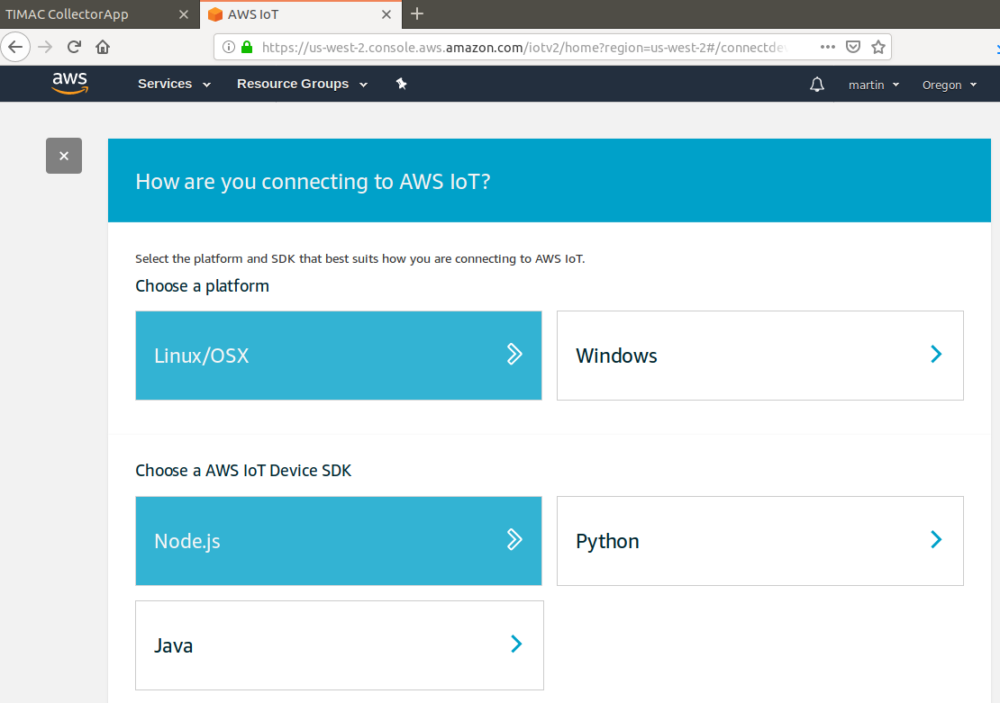 TIMAC CollectorApp
AWS IoT
https://us-west-2.console.aws.amazon.com/iotv2/home?region=us-west-2#/connectdev
aws Services Resource Groups martin Oregon
How are you connecting to AWS IoT?
Select the platform and SDK that best suits how you are connecting to AWS IoT.
Choose a platform
Linux/OSX
Windows
Choose a AWS IoT Device SDK
Node.js
Python
Java